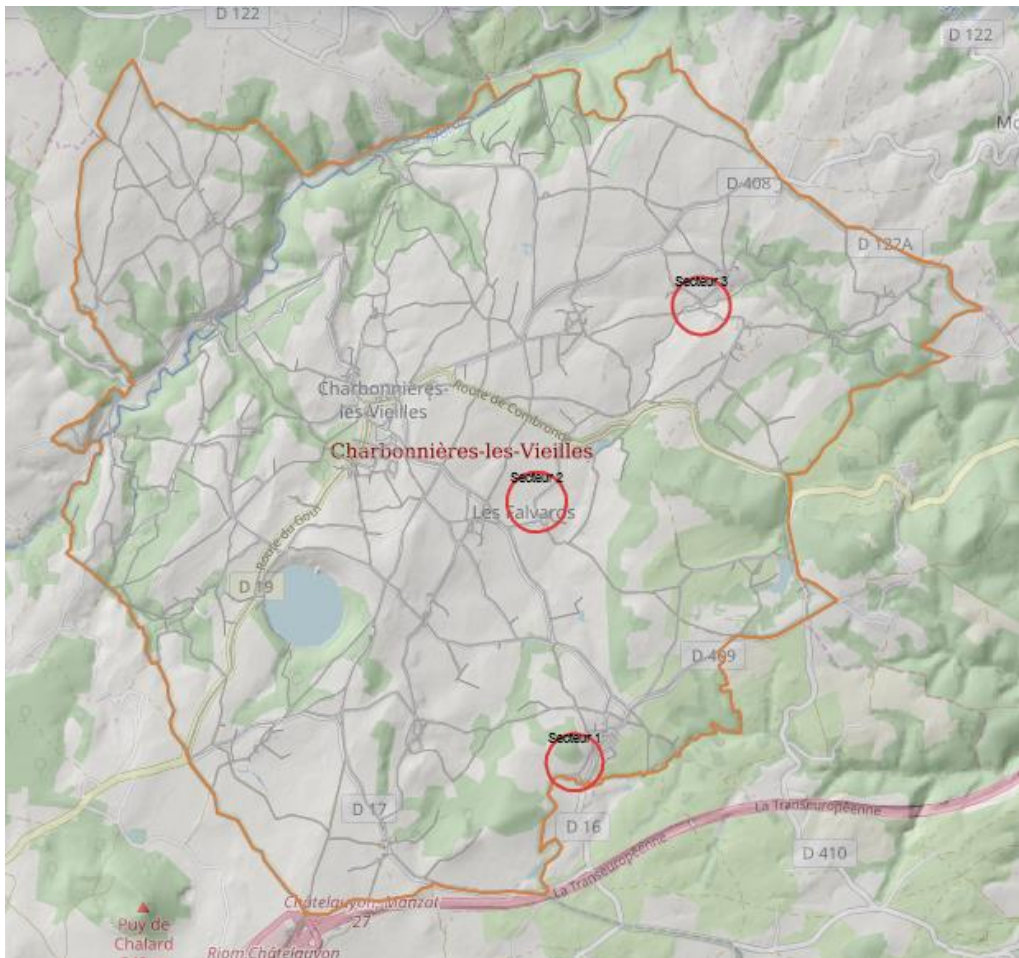 D 122
D 122
Mo
D 408
D 122A
Secteur 3
Charbonnières-
les-Vieilles
Route de Combronde
Charbonnières-les-Vieilles
Secteur 2
Les Falvards
Route du Gour
D 19
D 409
Secteur 1
D 17
D 16
La Transeuropéenne
D 410
La Transeuropéenne
Châtelguyon-Manzat
27
Puy de
Chalard
Riom Châtelguyon